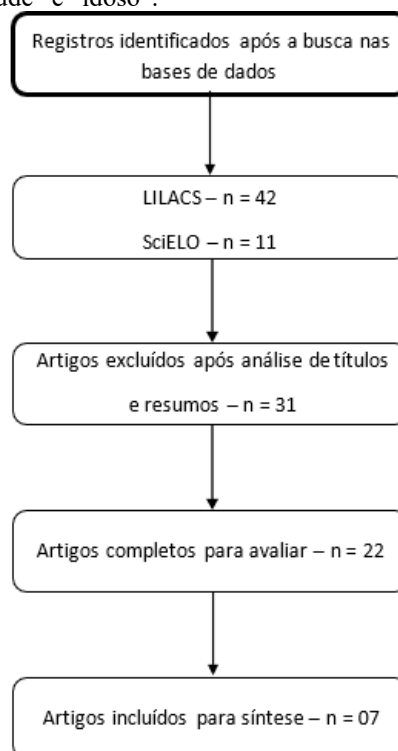 idoso".
Registros identificados após a busca nas
bases de dados
LILACS – n = 42
SciELO – n = 11
Artigos excluídos após análise de títulos
e resumos – n = 31
Artigos completos para avaliar – n = 22
Artigos incluídos para síntese – n = 07